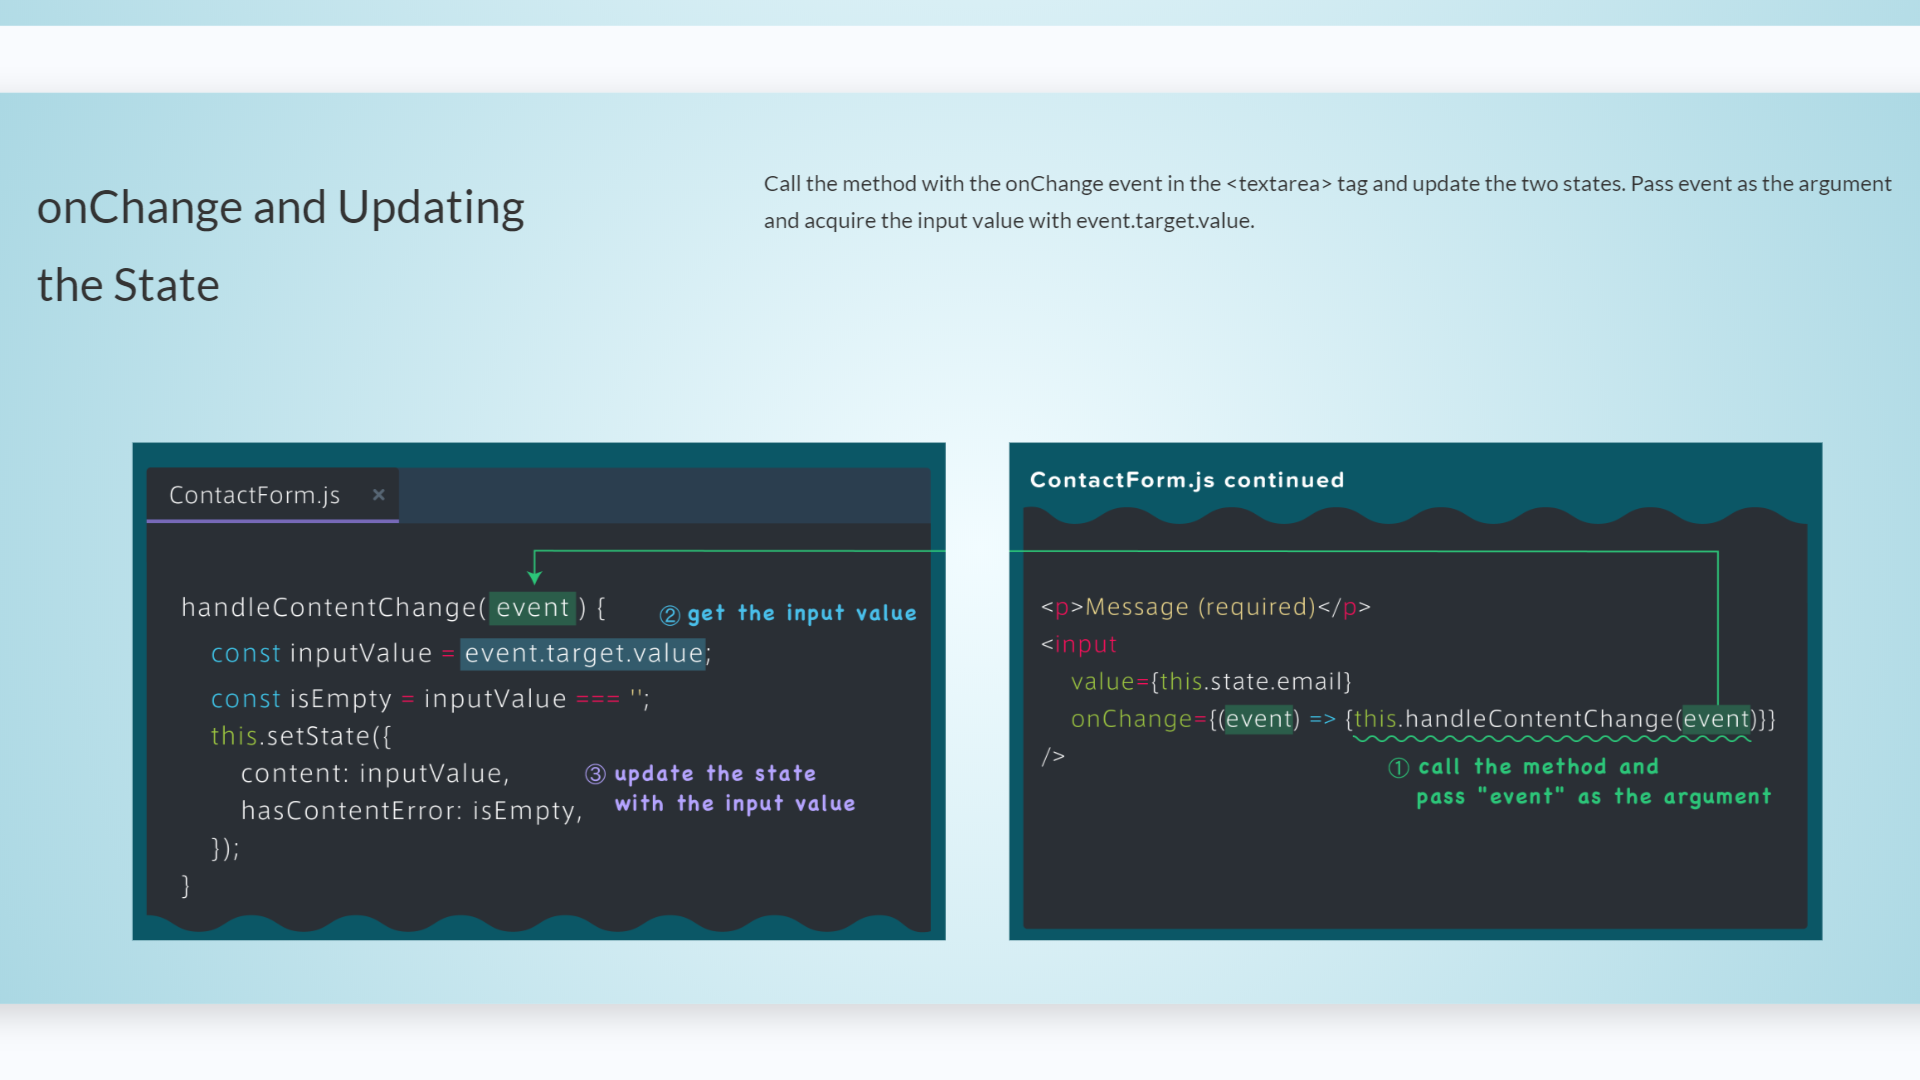 onChange and Updating
the State
Call the method with the onChange event in the <textarea> tag and update the two states. Pass event as the argument
and acquire the input value with event.target.value.
ContactForm.js ×
handleContentChange( event ) {
② get the input value
const inputValue = event.target.value;
const isEmpty = inputValue === '';
this.setState({
content: inputValue,
hasContentError: isEmpty,
③ update the state
with the input value
});
}
ContactForm.js continued
<p>Message (required)</p>
<input
value={this.state.email}
onChange={(event) => {this.handleContentChange(event)}}
/>
① call the method and
pass "event" as the argument